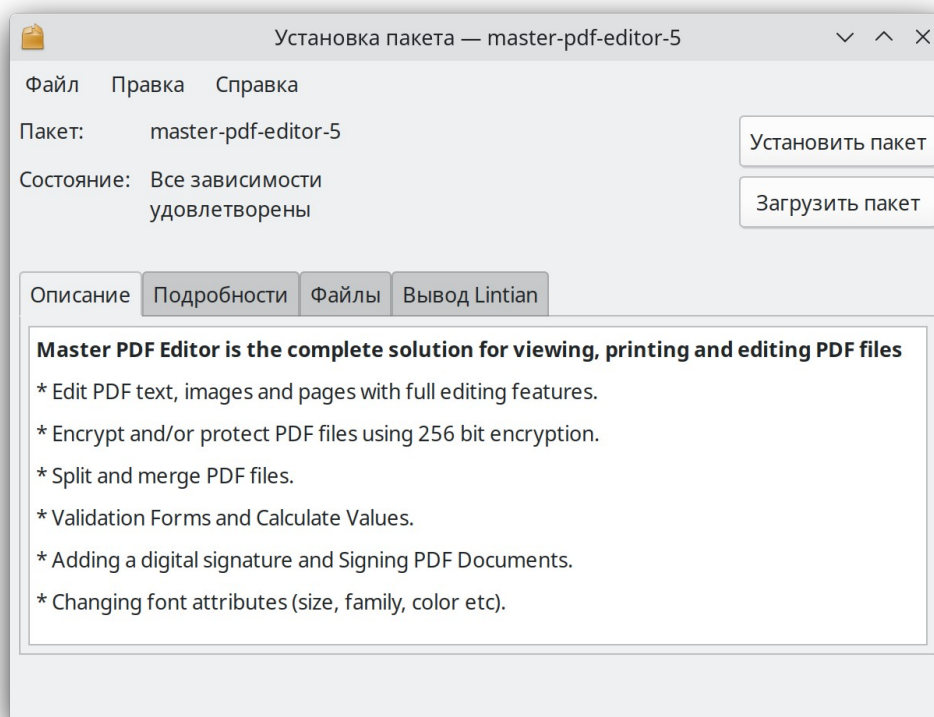 Установка пакета — master-pdf-editor-5
Файл Правка Справка
Пакет: master-pdf-editor-5
Установить пакет
Состояние: Все зависимости
удовлетворены
Загрузить пакет
Описание Подробности Файлы Вывод Lintian
Master PDF Editor is the complete solution for viewing, printing and editing PDF files
* Edit PDF text, images and pages with full editing features.
* Encrypt and/or protect PDF files using 256 bit encryption.
* Split and merge PDF files.
* Validation Forms and Calculate Values.
* Adding a digital signature and Signing PDF Documents.
* Changing font attributes (size, family, color etc).